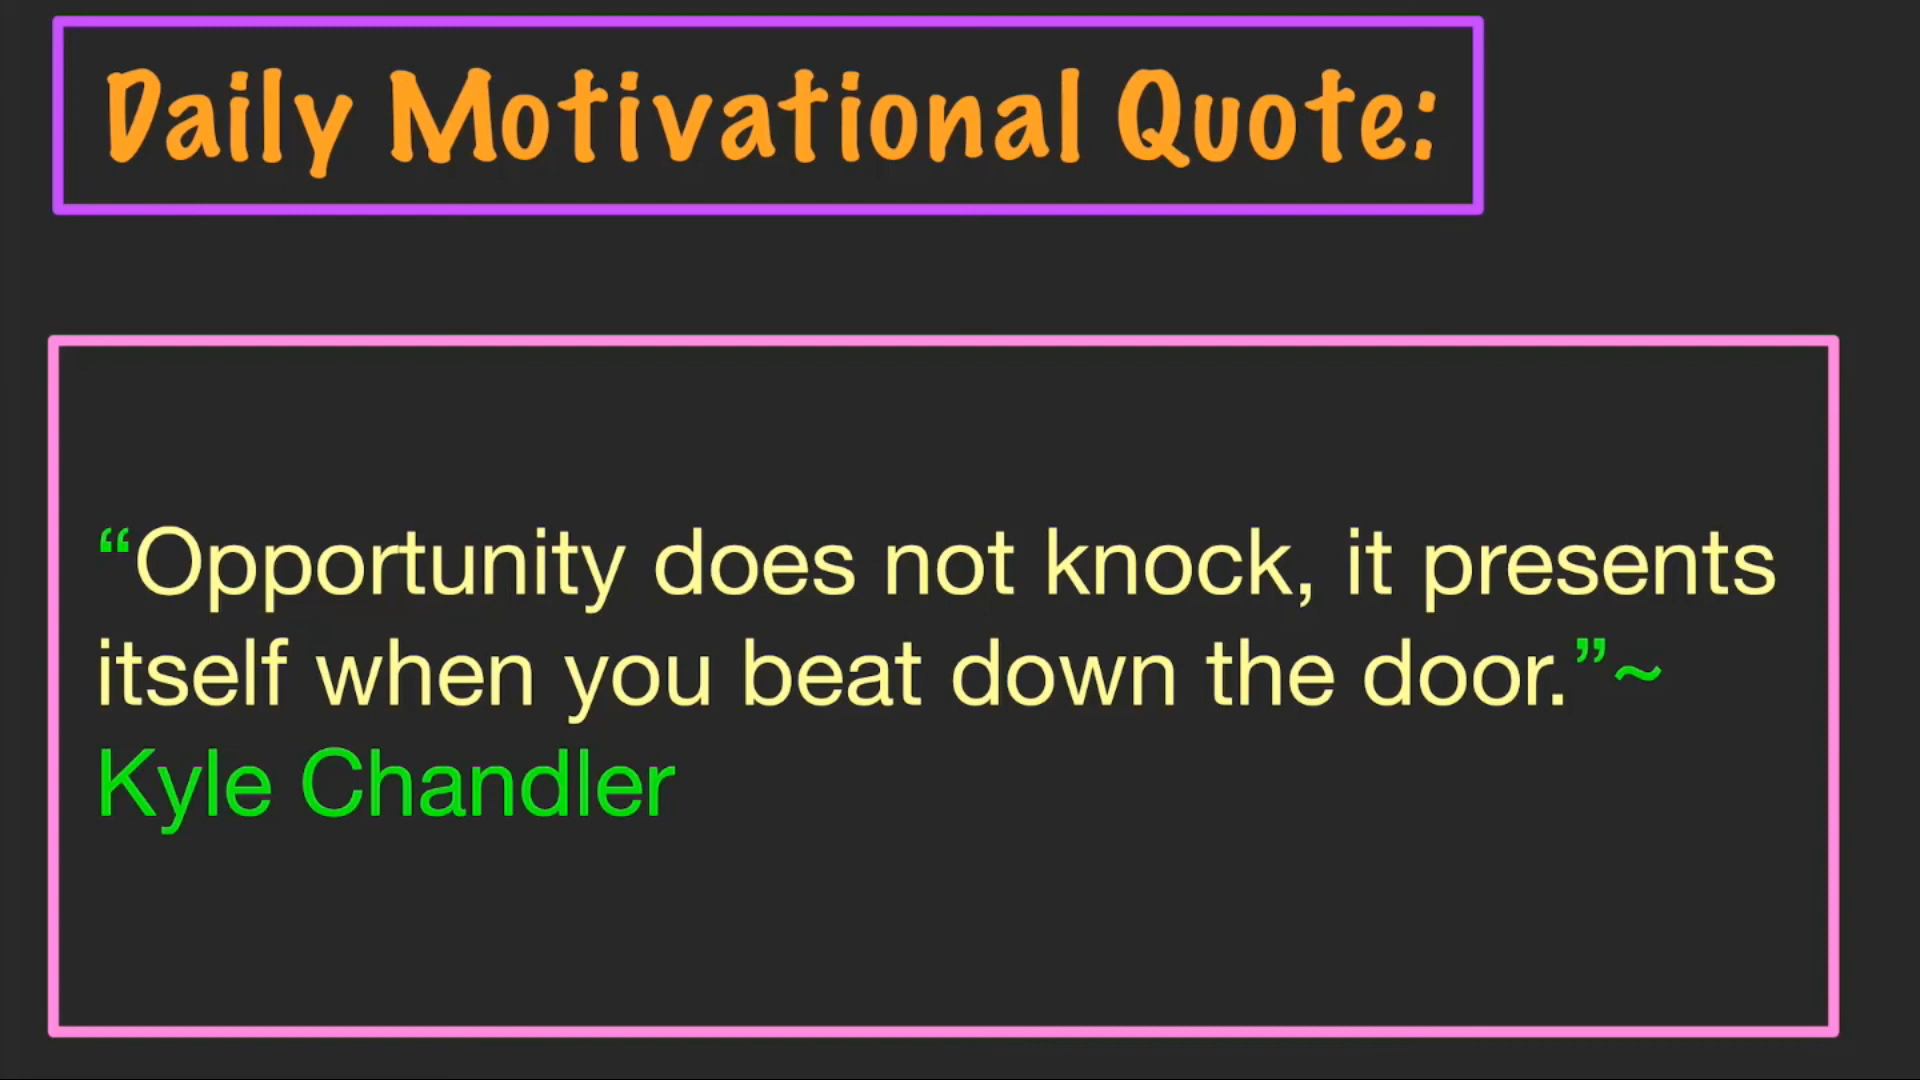 Daily Motivational Quote:
“Opportunity does not knock, it presents
itself when you beat down the door.”~
Kyle Chandler